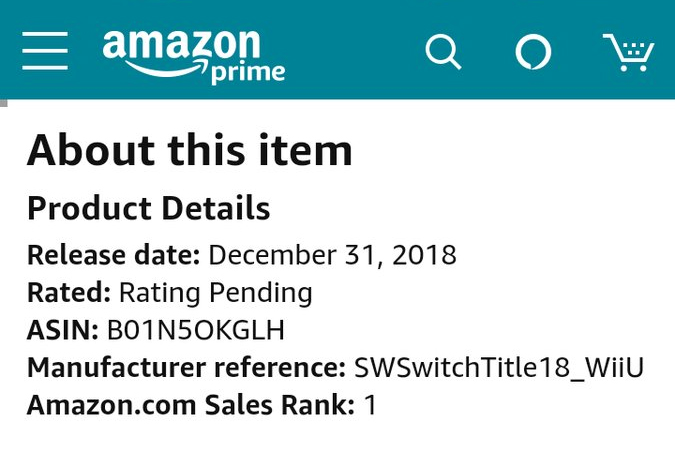 amazon
prime
About this item
Product Details
Release date: December 31, 2018
Rated: Rating Pending
ASIN: B01N5OKGLH
Manufacturer reference: SWSwitchTitle18_WiiU
Amazon.com Sales Rank: 1